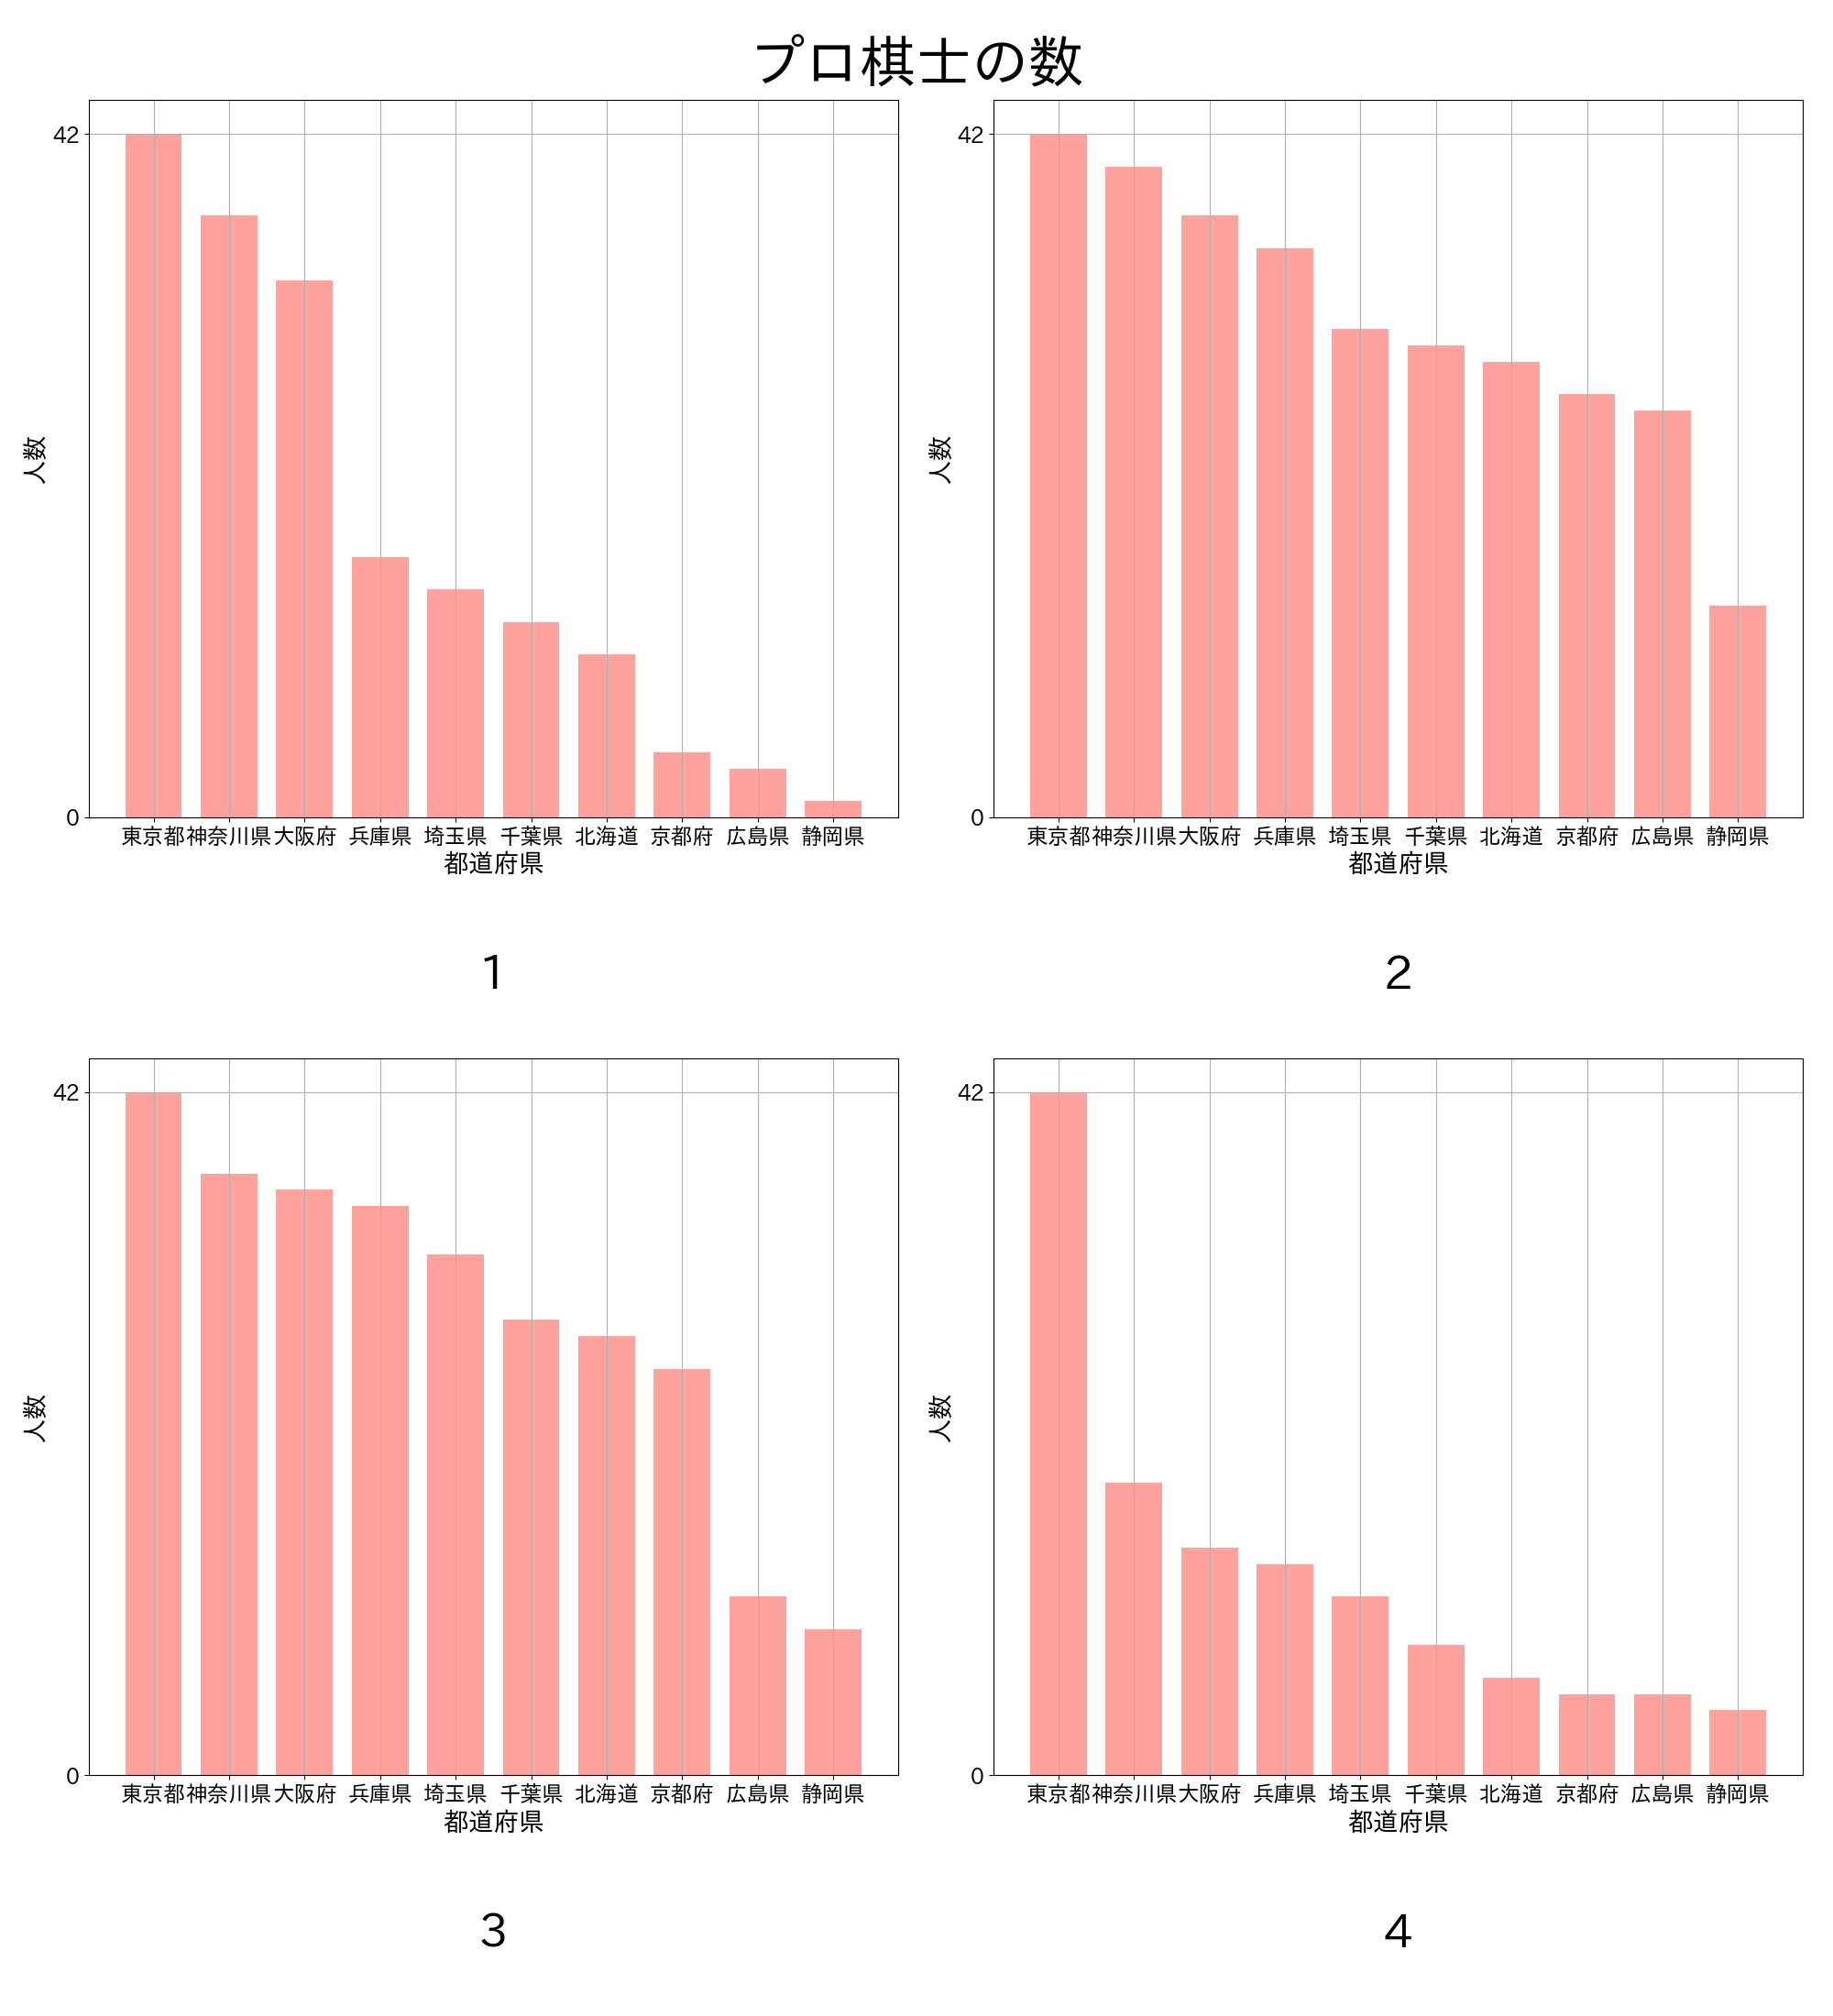 プロ棋士の数
42
0
人数
東京都 神奈川県 大阪府 兵庫県 埼玉県 千葉県 北海道 京都府 広島県 静岡県
都道府県
1
42
0
人数
東京都 神奈川県 大阪府 兵庫県 埼玉県 千葉県 北海道 京都府 広島県 静岡県
都道府県
2
42
0
人数
東京都 神奈川県 大阪府 兵庫県 埼玉県 千葉県 北海道 京都府 広島県 静岡県
都道府県
3
42
0
人数
東京都 神奈川県 大阪府 兵庫県 埼玉県 千葉県 北海道 京都府 広島県 静岡県
都道府県
4